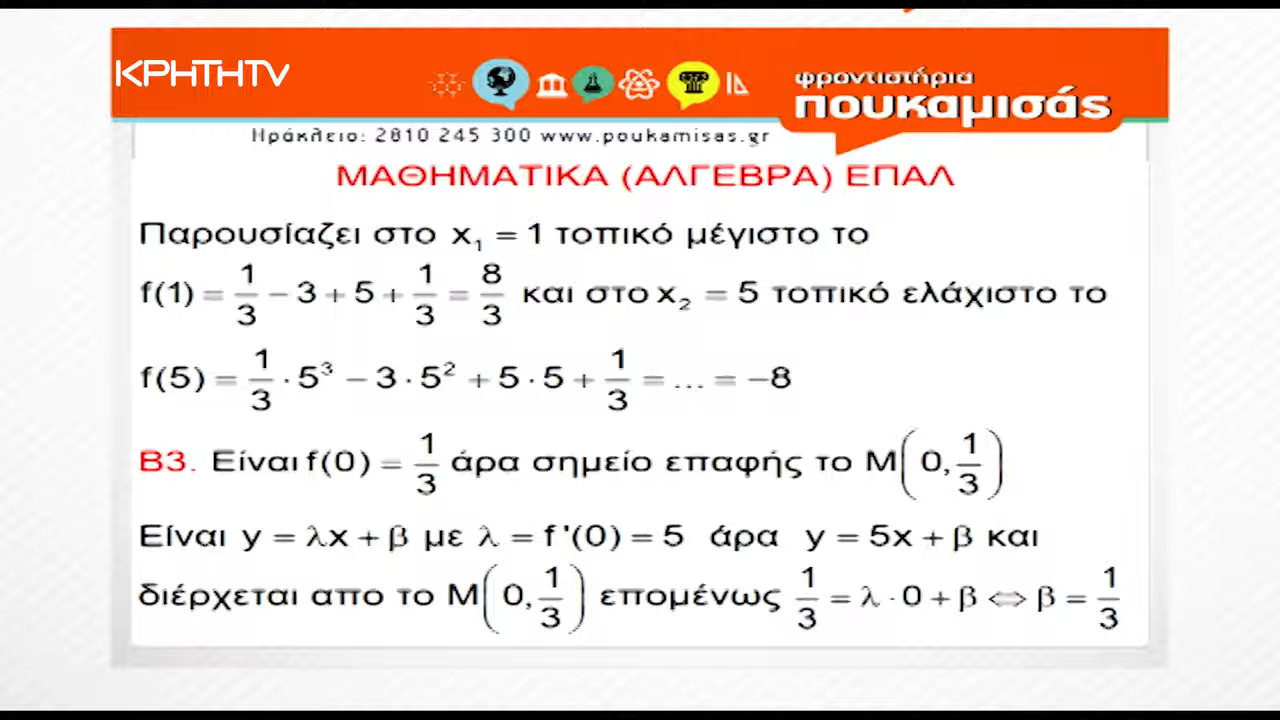 ΚΡΗΤΗTV
φροντιστήρια
πουκαμισάς
Ηράκλειο: 2810 245 300 www.poukamisas.gr
ΜΑΘΗΜΑΤΙΚΑ (ΑΛΓΕΒΡΑ) ΕΠΑΛ
Παρουσίαζει στο x₁ = 1 τοπικό μέγιστο το
f(1) = 1/3 − 3 + 5 + 1/3 = 8/3 και στο x₂ = 5 τοπικό ελάχιστο το
f(5) = 1/3 · 5³ − 3 · 5² + 5 · 5 + 1/3 = ... = −8
Β3. Είναι f(0) = 1/3 άρα σημείο επαφής το M(0, 1/3)
Είναι y = λx + β με λ = f '(0) = 5 άρα y = 5x + β και
διέρχεται απο το M(0, 1/3) επομένως 1/3 = λ · 0 + β ⇔ β = 1/3